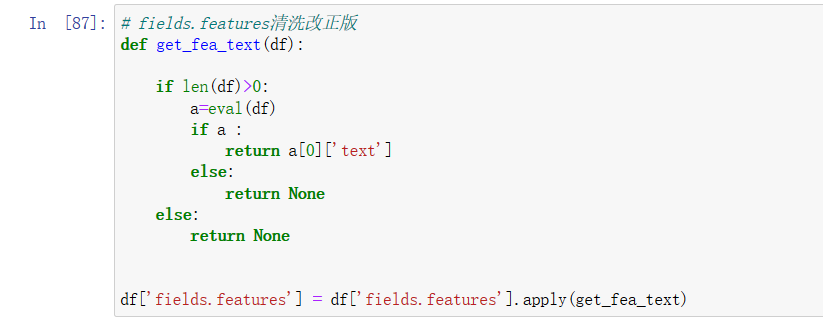 In [87]: # fields.features清洗改正版
def get_fea_text(df):
    if len(df)>0:
        a=eval(df)
        if a :
            return a[0]['text']
        else:
            return None
    else:
        return None
df['fields.features'] = df['fields.features'].apply(get_fea_text)